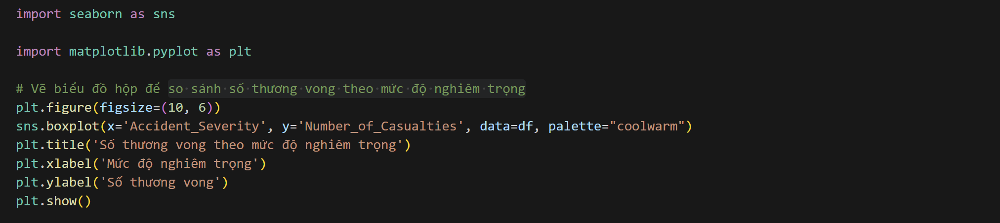 import seaborn as sns
import matplotlib.pyplot as plt
# Vẽ biểu đồ hộp để so sánh số thương vong theo mức độ nghiêm trọng
plt.figure(figsize=(10, 6))
sns.boxplot(x='Accident_Severity', y='Number_of_Casualties', data=df, palette="coolwarm")
plt.title('Số thương vong theo mức độ nghiêm trọng')
plt.xlabel('Mức độ nghiêm trọng')
plt.ylabel('Số thương vong')
plt.show()